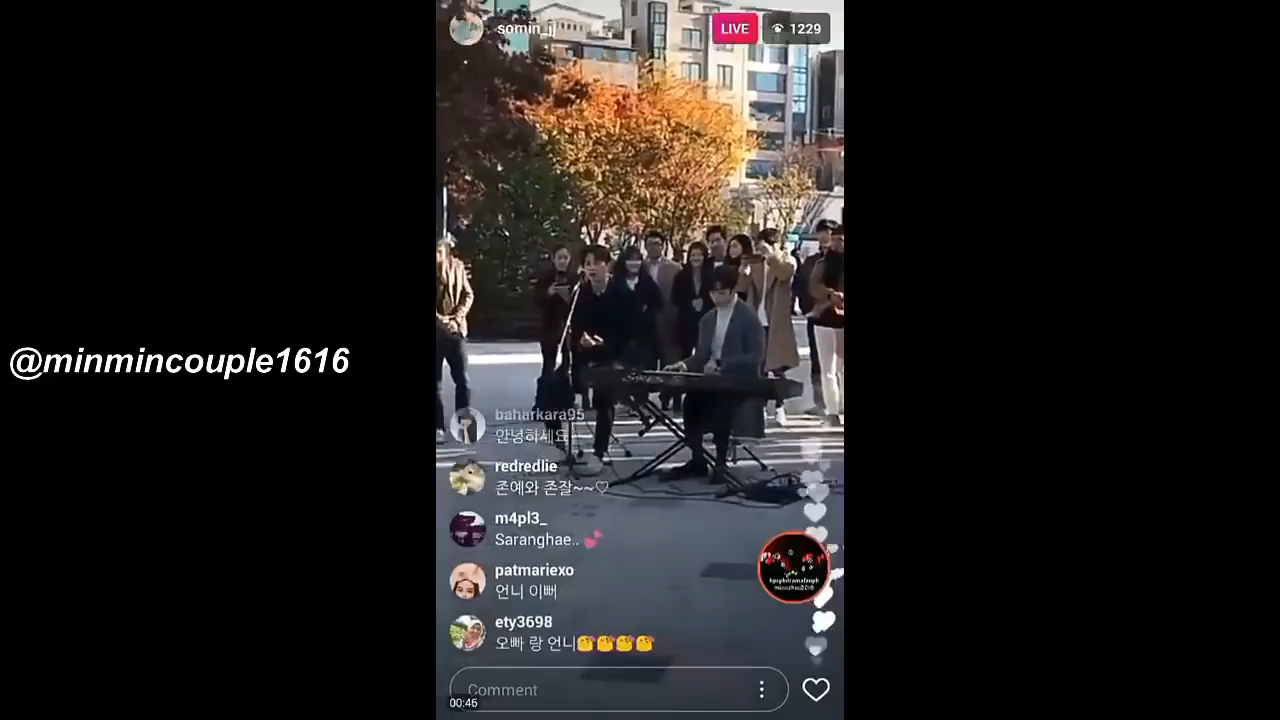 somin_jj
LIVE
1229
@minmincouple1616
baharkara95
안녕하세요
redredlie
존예와 존잘~~♡
m4pl3_
Saranghae.. 💕
patmariexo
언니 이뻐
ety3698
오빠 랑 언니😘😘😘😘
Comment
00:46